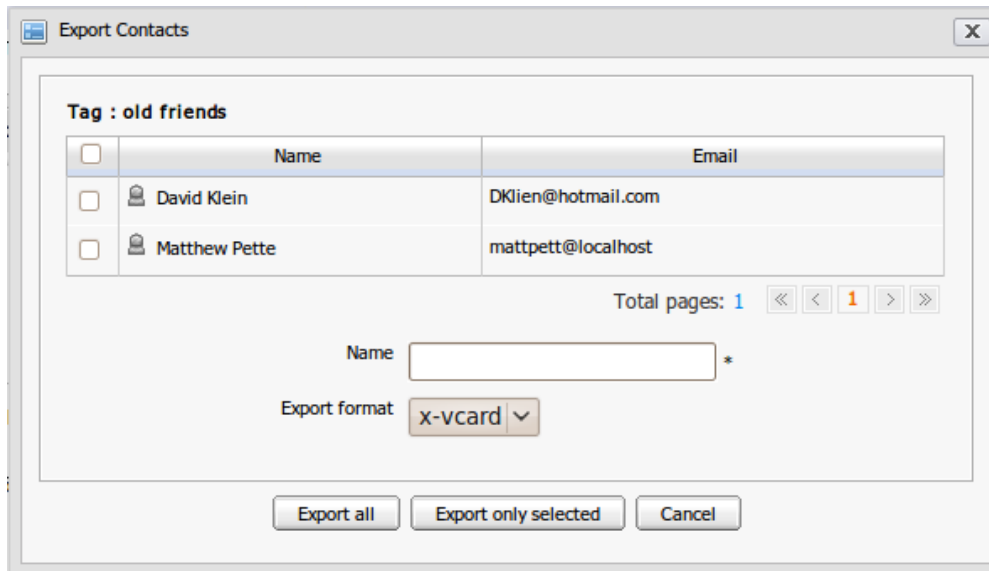 Export Contacts
X
Tag : old friends
Name Email
David Klein DKlien@hotmail.com
Matthew Pette mattpett@localhost
Total pages: 1 « < 1 > »
Name *
Export format x-vcard
Export all Export only selected Cancel